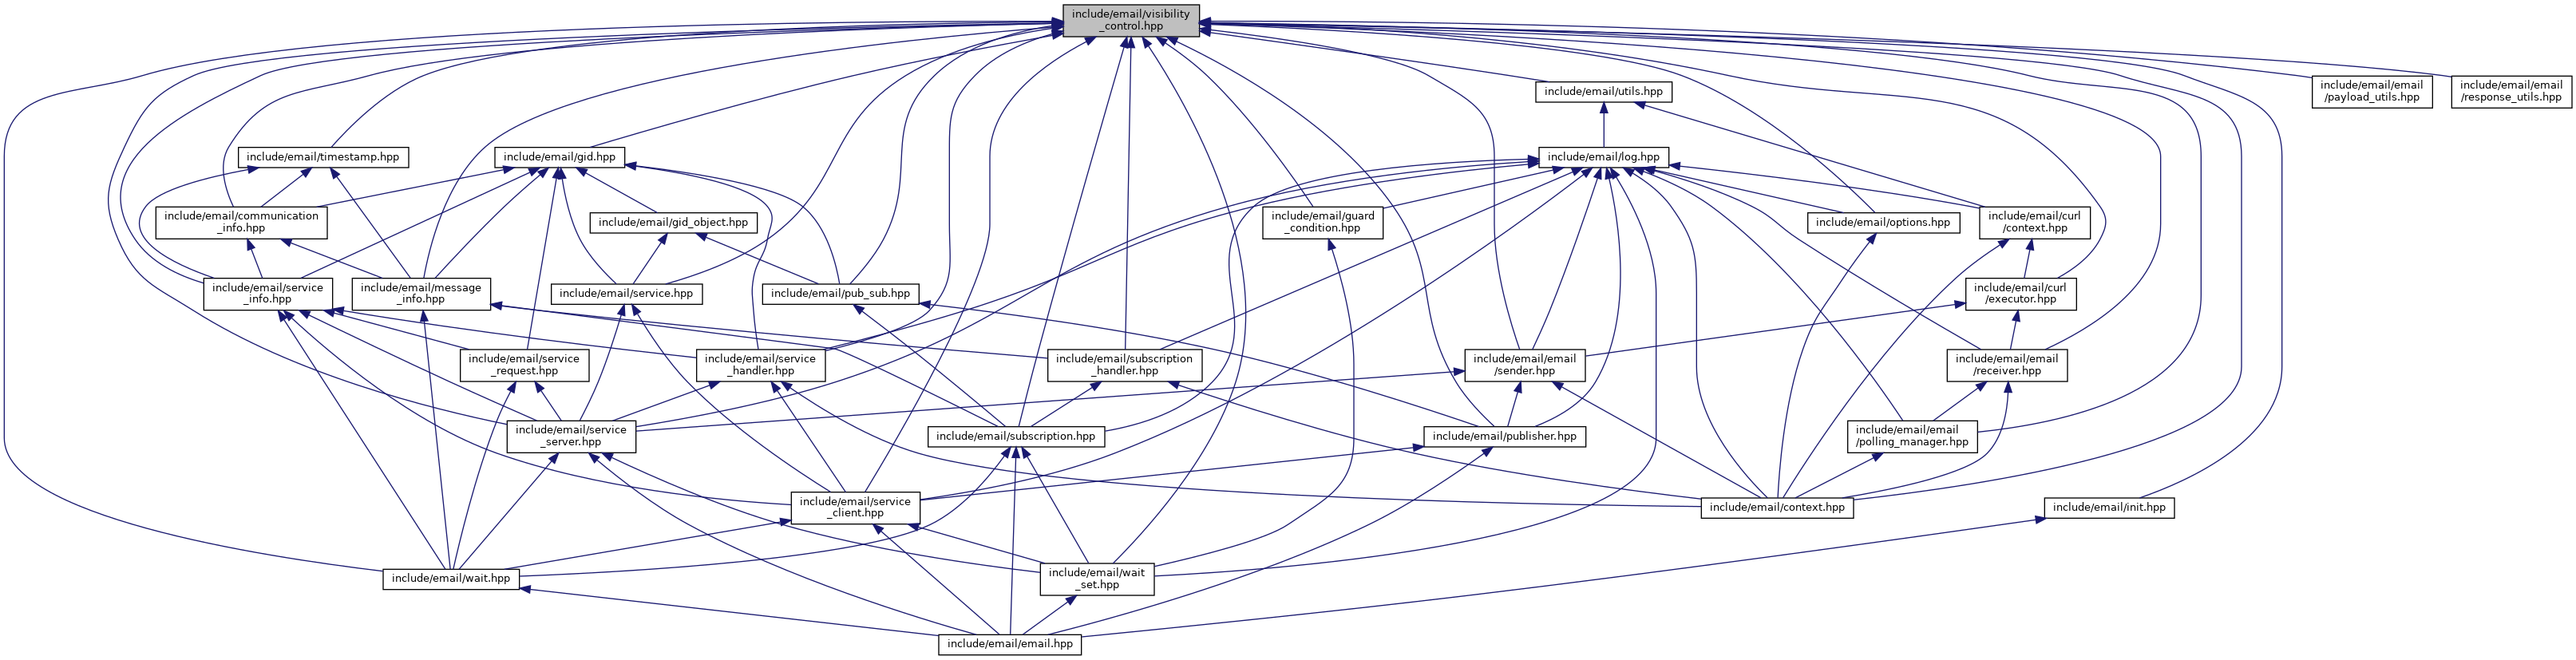 include/email/visibility
_control.hpp
include/email/utils.hpp
include/email/email
/payload_utils.hpp
include/email/email
/response_utils.hpp
include/email/timestamp.hpp
include/email/gid.hpp
include/email/log.hpp
include/email/communication
_info.hpp
include/email/gid_object.hpp
include/email/guard
_condition.hpp
include/email/options.hpp
include/email/curl
/context.hpp
include/email/service
_info.hpp
include/email/message
_info.hpp
include/email/service.hpp
include/email/pub_sub.hpp
include/email/curl
/executor.hpp
include/email/service
_request.hpp
include/email/service
_handler.hpp
include/email/subscription
_handler.hpp
include/email/email
/sender.hpp
include/email/email
/receiver.hpp
include/email/service
_server.hpp
include/email/subscription.hpp
include/email/publisher.hpp
include/email/email
/polling_manager.hpp
include/email/service
_client.hpp
include/email/context.hpp
include/email/init.hpp
include/email/wait.hpp
include/email/wait
_set.hpp
include/email/email.hpp